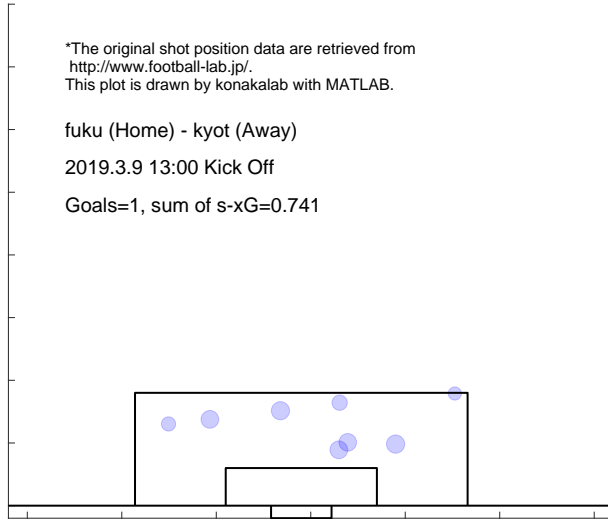 *The original shot position data are retrieved from
http://www.football-lab.jp/.
This plot is drawn by konakalab with MATLAB.
fuku (Home) - kyot (Away)
2019.3.9 13:00 Kick Off
Goals=1, sum of s-xG=0.741